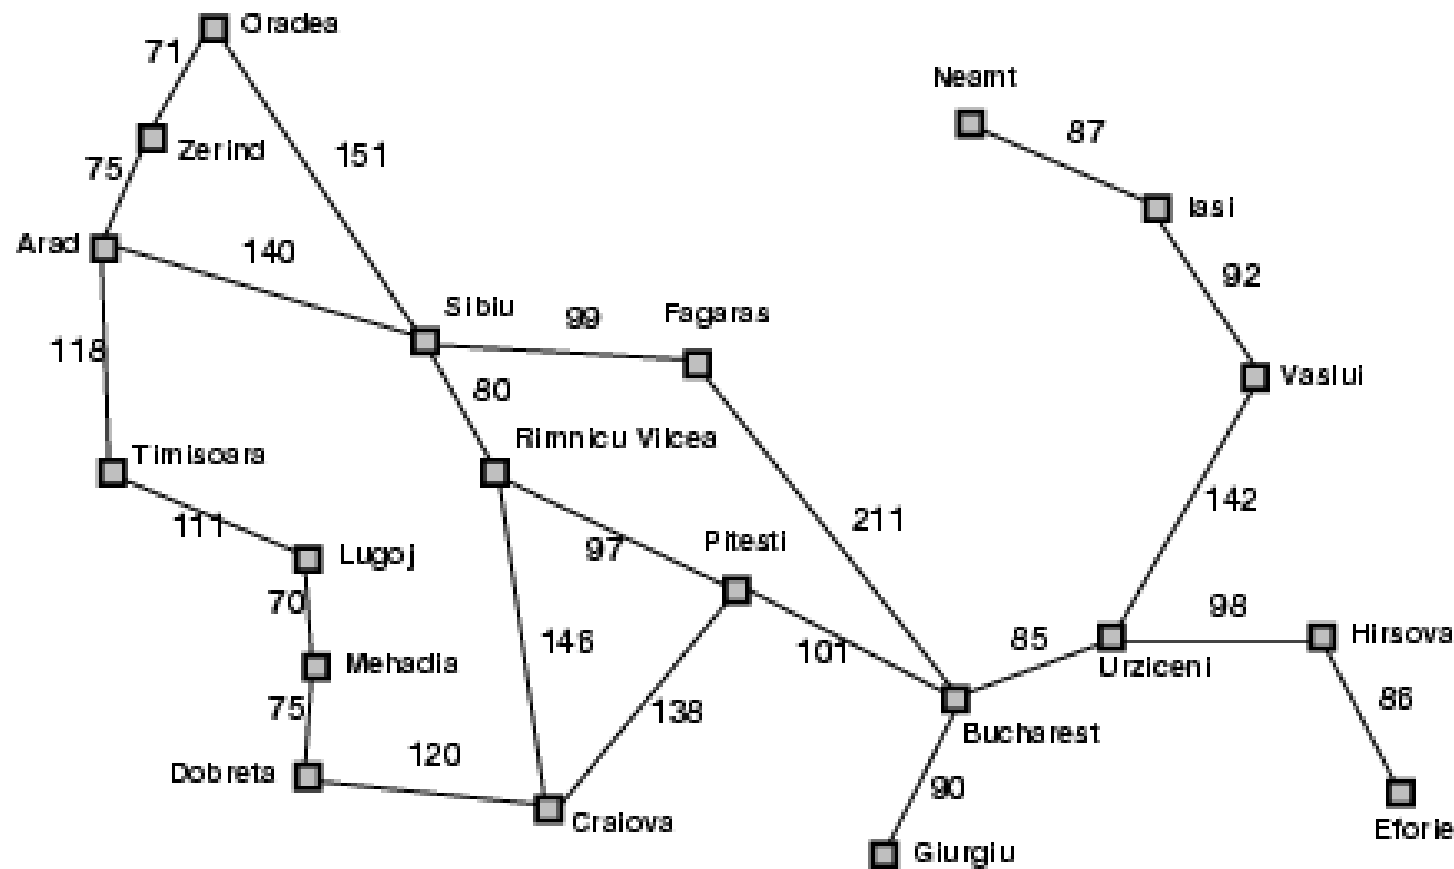 Oradea
71
Neamt
87
Zerind
151
75
Iasi
Arad
140
92
Sibiu
99
Fagaras
118
80
Vaslui
Timisoara
Rimnicu Vilcea
142
111
211
Lugoj
97
Pitesti
70
98
146
101
85
Hirsova
Mehadia
Urziceni
75
138
86
Bucharest
120
Dobreta
90
Craiova
Eforie
Giurgiu